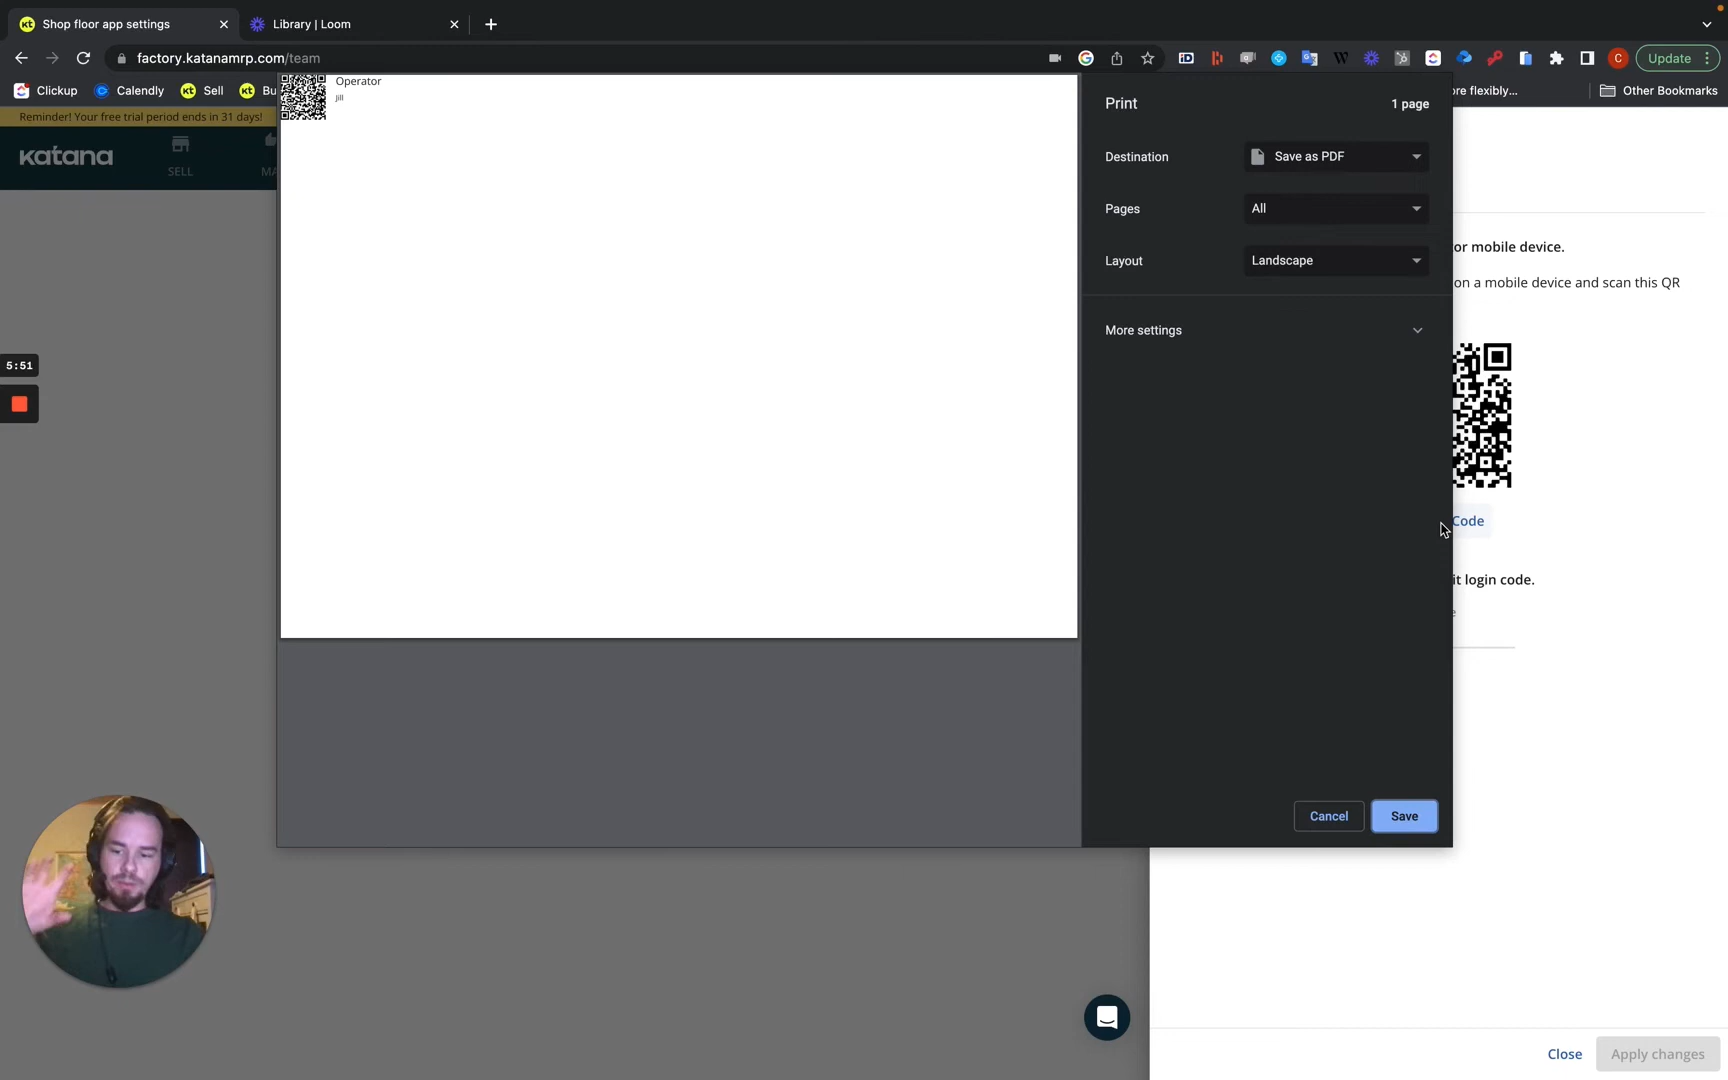 Shop floor app settings
Library | Loom
factory.katanamrp.com/team
Update
Clickup
Calendly
Sell
Bu
re flexibly...
Other Bookmarks
Reminder! Your free trial period ends in 31 days!
katana
SELL
MA
Operator
Jill
Print
1 page
Destination
Save as PDF
Pages
All
Layout
Landscape
More settings
Cancel
Save
or mobile device.
on a mobile device and scan this QR
Code
it login code.
5:51
Close
Apply changes